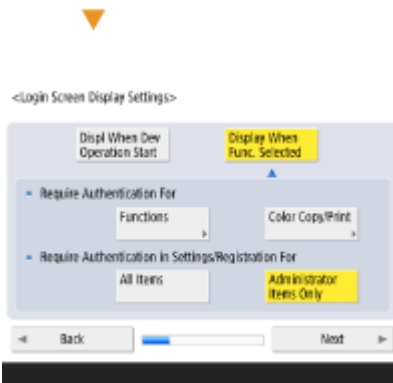 <Login Screen Display Settings>
Displ When Dev
Operation Start
Display When
Func. Selected
Require Authentication For
Functions
Color Copy/Print
Require Authentication in Settings/Registration For
All Items
Administrator
Items Only
Back
Next